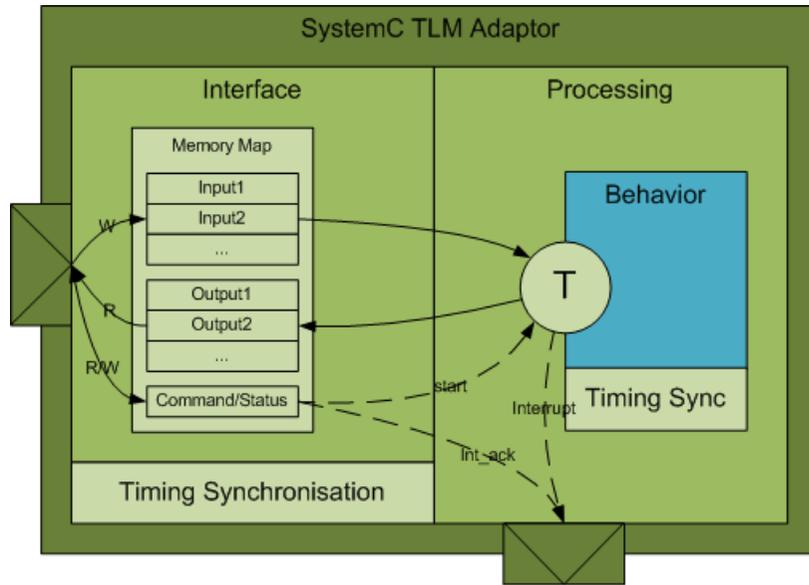 SystemC TLM Adaptor
Interface
Processing
Memory Map
Input1
Input2
...
Output1
Output2
...
Command/Status
W
R
R/W
Behavior
T
Timing Sync
start
Interrupt
Int_ack
Timing Synchronisation